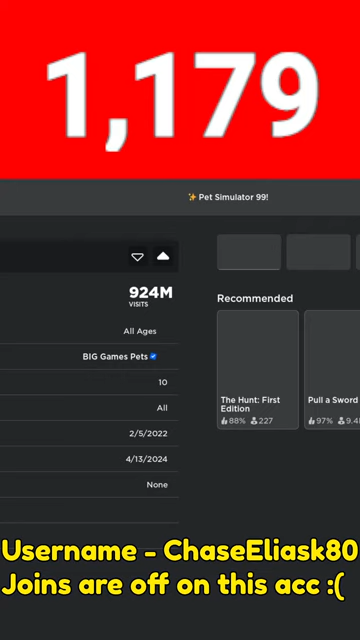 1,179
✨ Pet Simulator 99!
924M
VISITS
All Ages
BIG Games Pets
10
All
2/5/2022
4/13/2024
None
Recommended
The Hunt: First
Edition
88% 227
Pull a Sword
97% 9.4
Username - ChaseEliask80
Joins are off on this acc :(